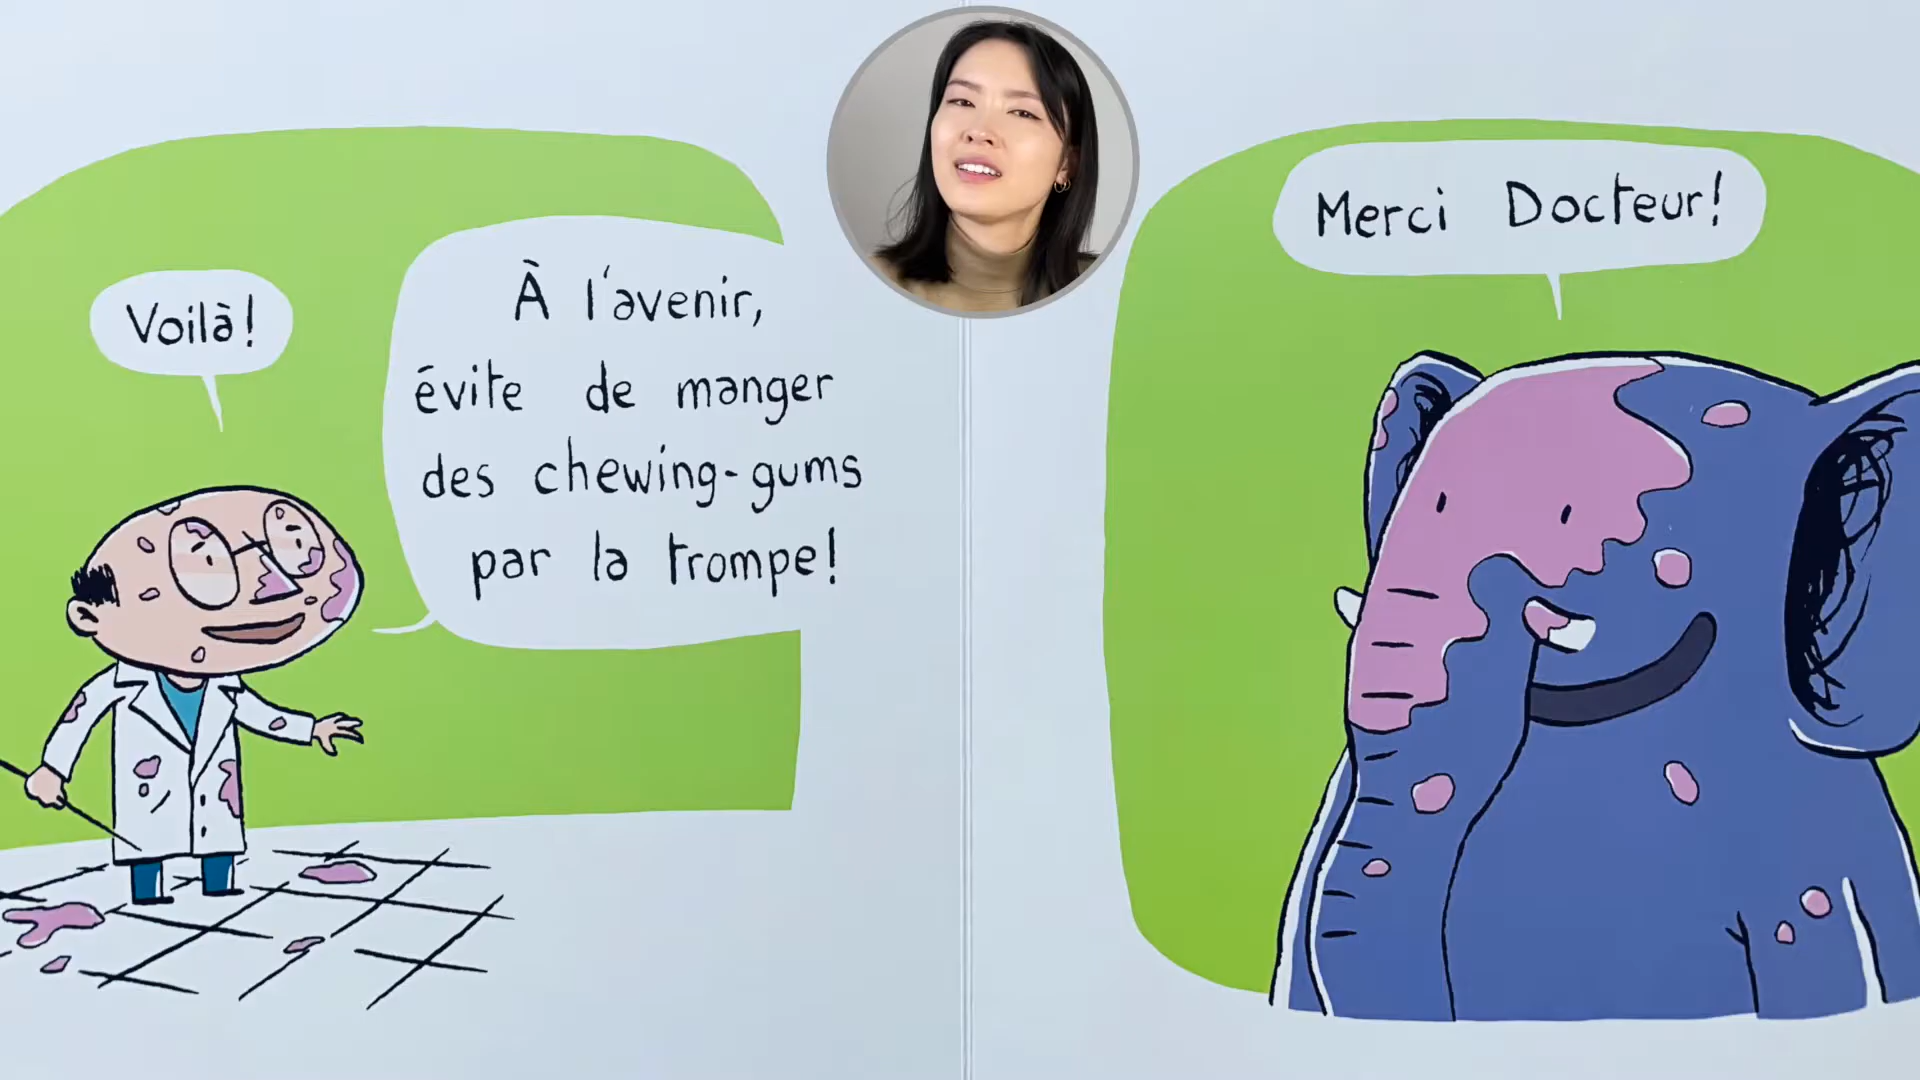 Voilà!
À l'avenir,
évite de manger
des chewing-gums
par la trompe!
Merci Docteur!